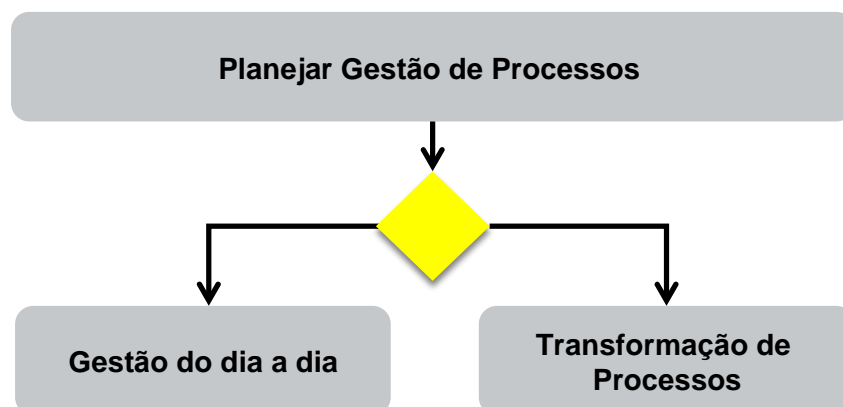 Planejar Gestão de Processos
Gestão do dia a dia
Transformação de
Processos